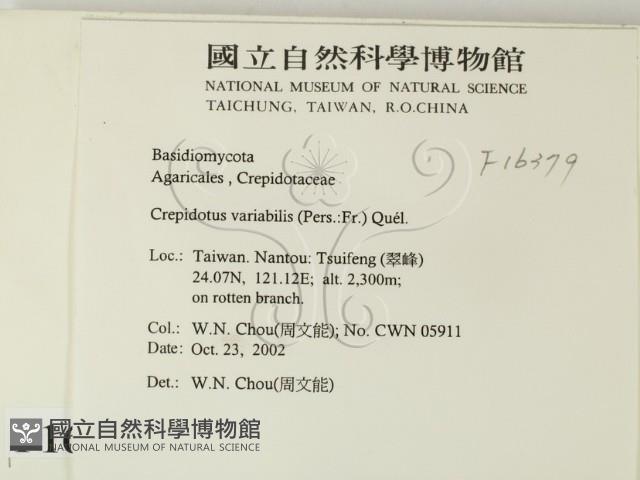 國立自然科學博物館
NATIONAL MUSEUM OF NATURAL SCIENCE
TAICHUNG, TAIWAN, R.O.CHINA
F16379
Basidiomycota
Agaricales , Crepidotaceae
Crepidotus variabilis (Pers.:Fr.) Quél.
Loc.: Taiwan. Nantou: Tsuifeng (翠峰)
24.07N, 121.12E; alt. 2,300m;
on rotten branch.
Col.: W.N. Chou(周文能); No. CWN 05911
Date: Oct. 23, 2002
Det.: W.N. Chou(周文能)
國立自然科學博物館
NATIONAL MUSEUM OF NATURAL SCIENCE